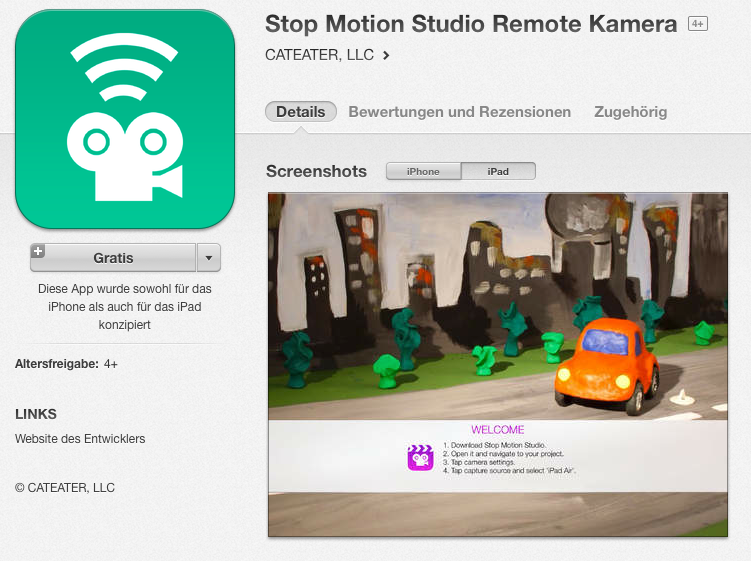 Stop Motion Studio Remote Kamera 4+
CATEATER, LLC
Details Bewertungen und Rezensionen Zugehörig
Screenshots iPhone iPad
Gratis
Diese App wurde sowohl für das
iPhone als auch für das iPad
konzipiert
Altersfreigabe: 4+
LINKS
Website des Entwicklers
© CATEATER, LLC
WELCOME
1. Download Stop Motion Studio.
2. Open it and navigate to your project.
3. Tap camera settings.
4. Tap capture source and select 'iPad Air'.